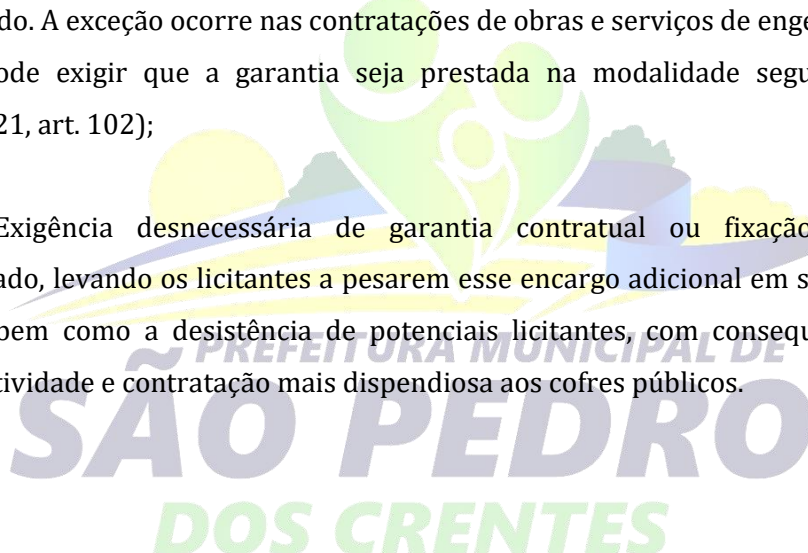 do. A exceção ocorre nas contratações de obras e serviços de enge
ode exigir que a garantia seja prestada na modalidade segu
21, art. 102);
Exigência desnecessária de garantia contratual ou fixação
ado, levando os licitantes a pesarem esse encargo adicional em s
bem como a desistência de potenciais licitantes, com consequ
tividade e contratação mais dispendiosa aos cofres públicos.
PREFEITURA MUNICIPAL DE
SÃO PEDRO
DOS CRENTES